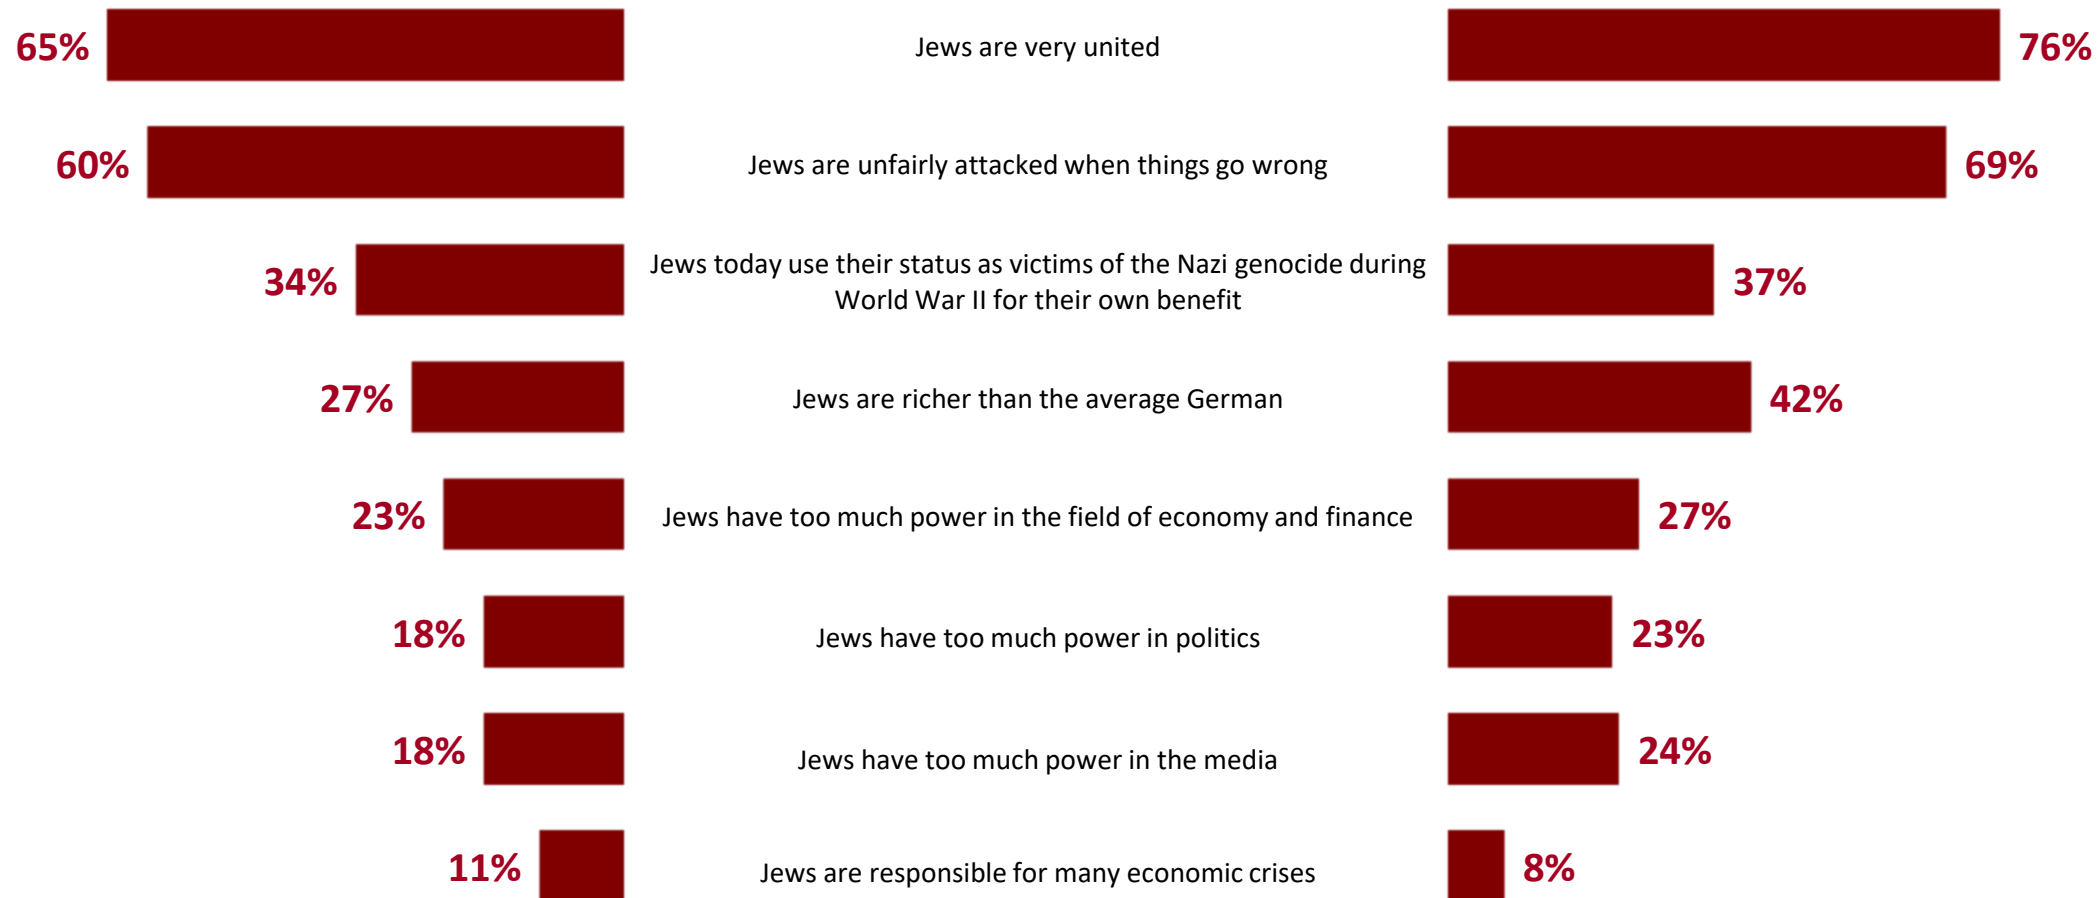 65% Jews are very united 76%
60% Jews are unfairly attacked when things go wrong 69%
Jews today use their status as victims of the Nazi genocide during
34% 37%
World War II for their own benefit
27% Jews are richer than the average German 42%
23% Jews have too much power in the field of economy and finance 27%
18% Jews have too much power in politics 23%
18% Jews have too much power in the media 24%
11% Jews are responsible for many economic crises 8%